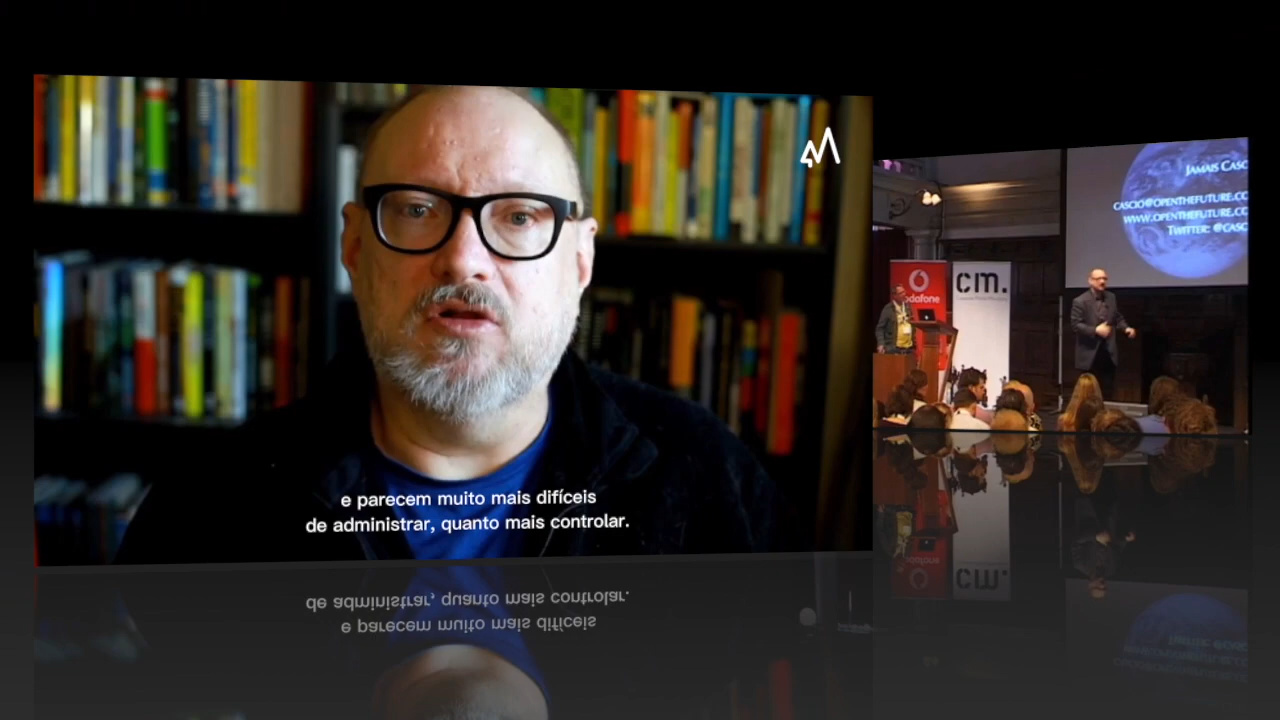 e parecem muito mais difíceis
de administrar, quanto mais controlar.
JAMAIS CASC
CASCIO@OPENTHEFUTURE.CO
WWW.OPENTHEFUTURE.CO
TWITTER: @CASC
odafone
cm.